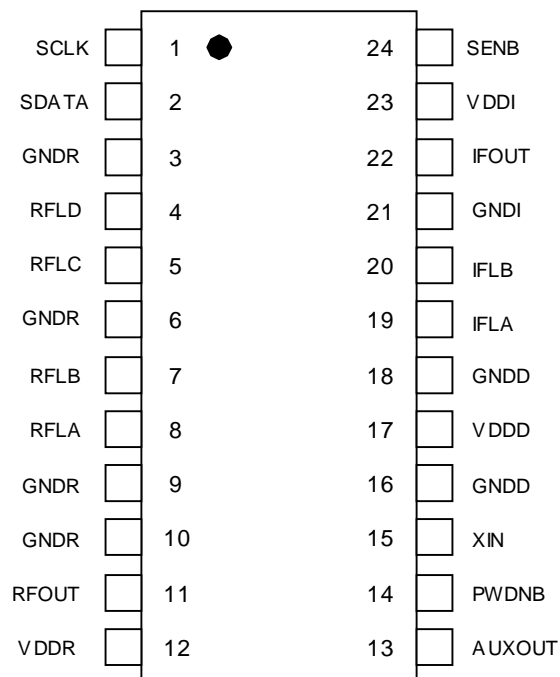 SCLK 1 24 SENB
SDATA 2 23 VDDI
GNDR 3 22 IFOUT
RFLD 4 21 GNDI
RFLC 5 20 IFLB
GNDR 6 19 IFLA
RFLB 7 18 GNDD
RFLA 8 17 VDDD
GNDR 9 16 GNDD
GNDR 10 15 XIN
RFOUT 11 14 PWDNB
VDDR 12 13 AUXOUT